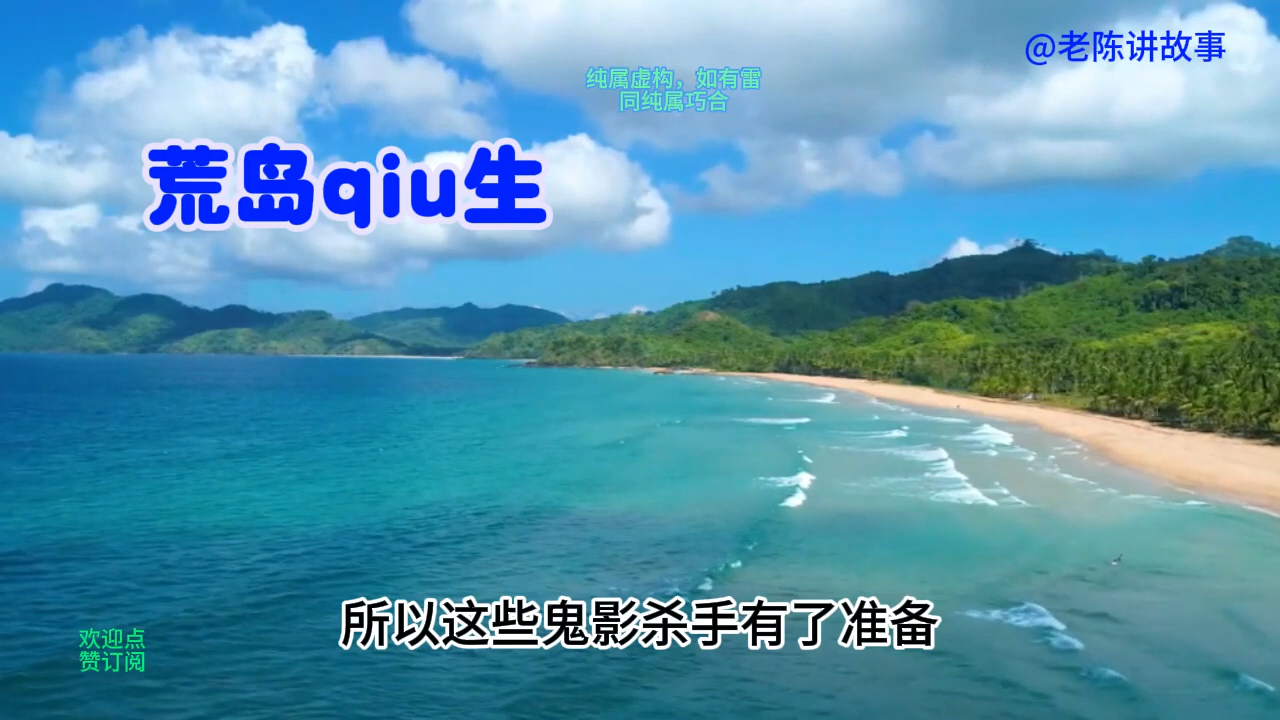 @老陈讲故事
纯属虚构，如有雷
同纯属巧合
荒岛qiu生
所以这些鬼影杀手有了准备
欢迎点
赞订阅